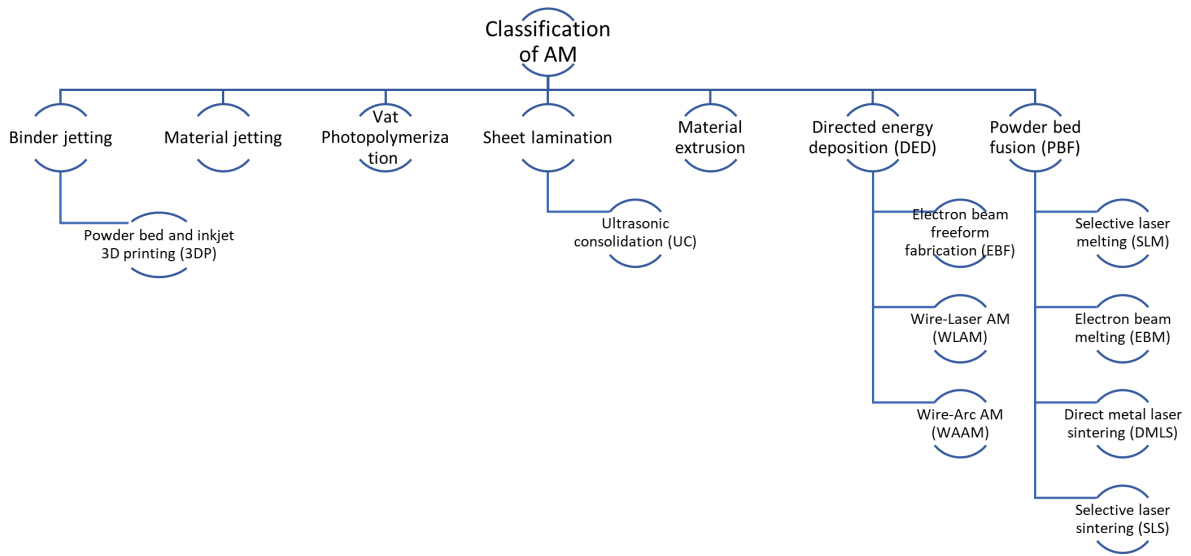 Classification
of AM
Binder jetting
Material jetting
Vat
Photopolymeriza
tion
Sheet lamination
Material
extrusion
Directed energy
deposition (DED)
Powder bed
fusion (PBF)
Powder bed and inkjet
3D printing (3DP)
Ultrasonic
consolidation (UC)
Electron beam
freeform
fabrication (EBF)
Wire-Laser AM
(WLAM)
Wire-Arc AM
(WAAM)
Selective laser
melting (SLM)
Electron beam
melting (EBM)
Direct metal laser
sintering (DMLS)
Selective laser
sintering (SLS)